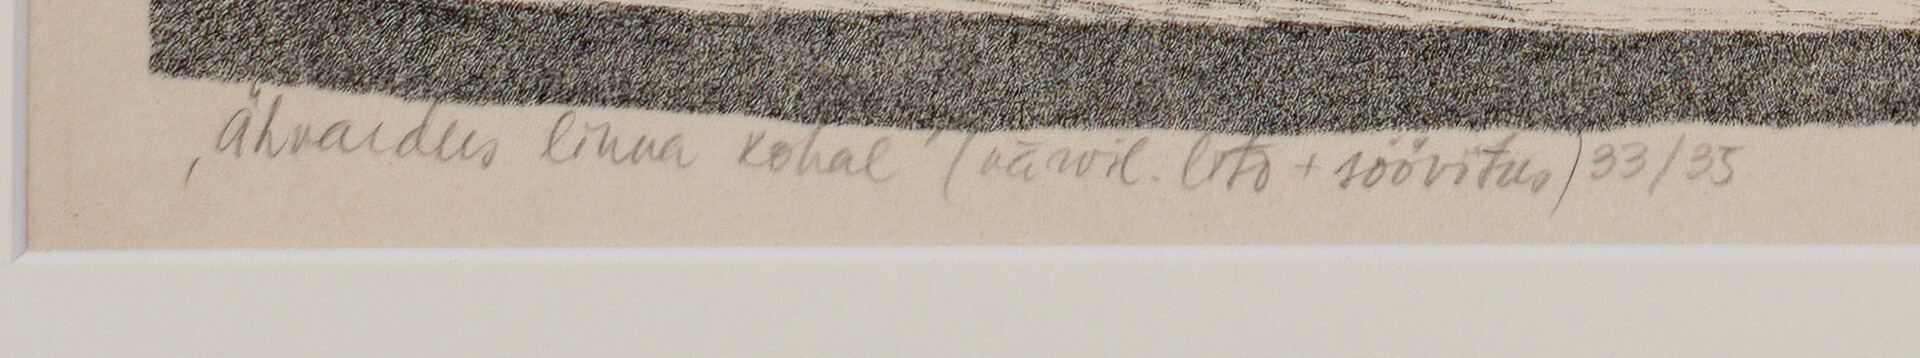 „Ähvardus linna kohal” (värvil. lito + söövitus) 33/35